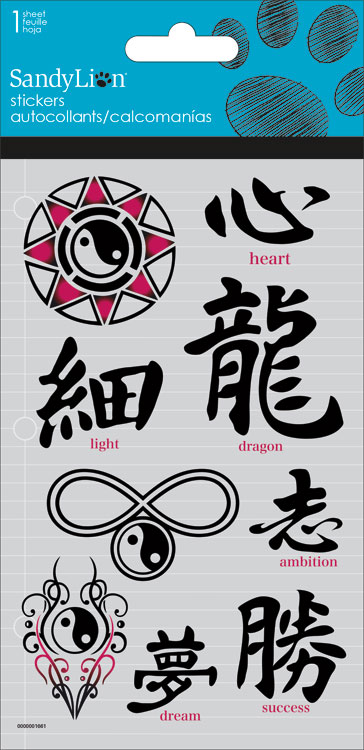 1 sheet
feuille
hoja
SandyLion®
stickers
autocollants/calcomanías
心
heart
龍
dragon
細
light
志
ambition
夢
dream
勝
success
0000001661